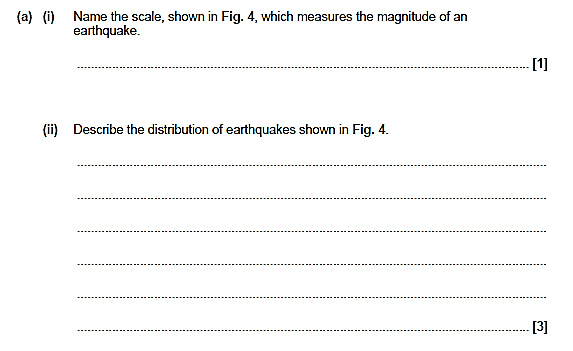 (a) (i) Name the scale, shown in Fig. 4, which measures the magnitude of an
earthquake.
[1]
(ii) Describe the distribution of earthquakes shown in Fig. 4.
[3]